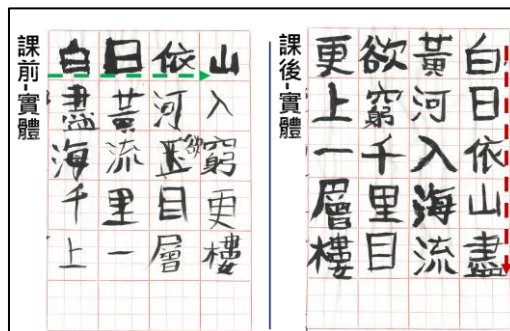 課前-實體
白日依山
盡黃河入
海流欲窮
千里目更
上一層樓
課後-實體
白日依山盡
黃河入海流
欲窮千里目
更上一層樓